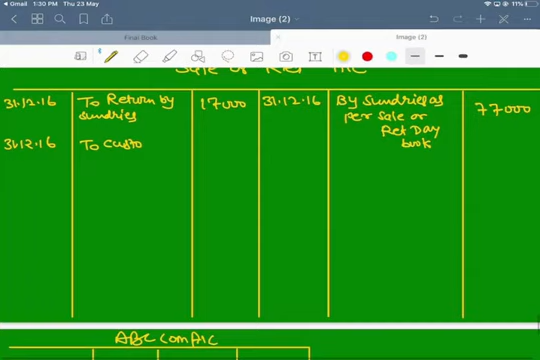 Gmail 1:30 PM Thu 23 May 11%
Image (2)
Final Book
Image (2)
T
31.12.16 To Return by 17000 31.12.16 By Sundries as 77000
sundries per sale or
Ret Day
31.12.16 To Custo book
ABC Com A/C